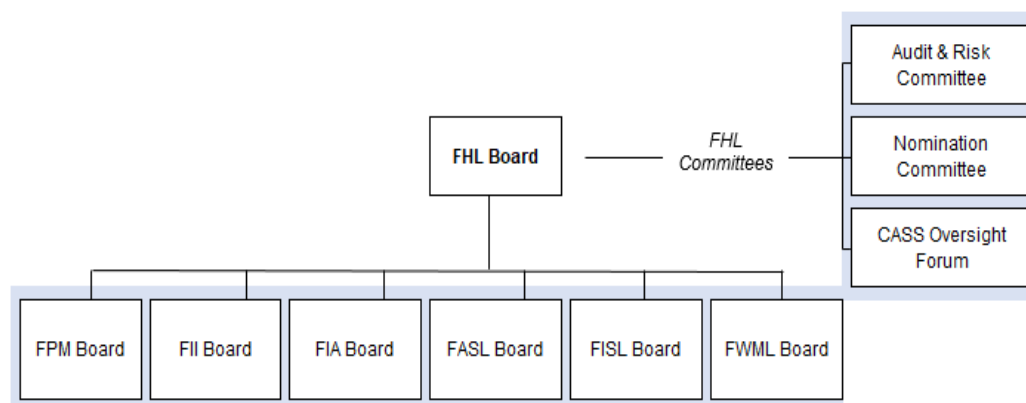 Audit & Risk
Committee
FHL Board
FHL
Committees
Nomination
Committee
CASS Oversight
Forum
FPM Board
FII Board
FIA Board
FASL Board
FISL Board
FWML Board